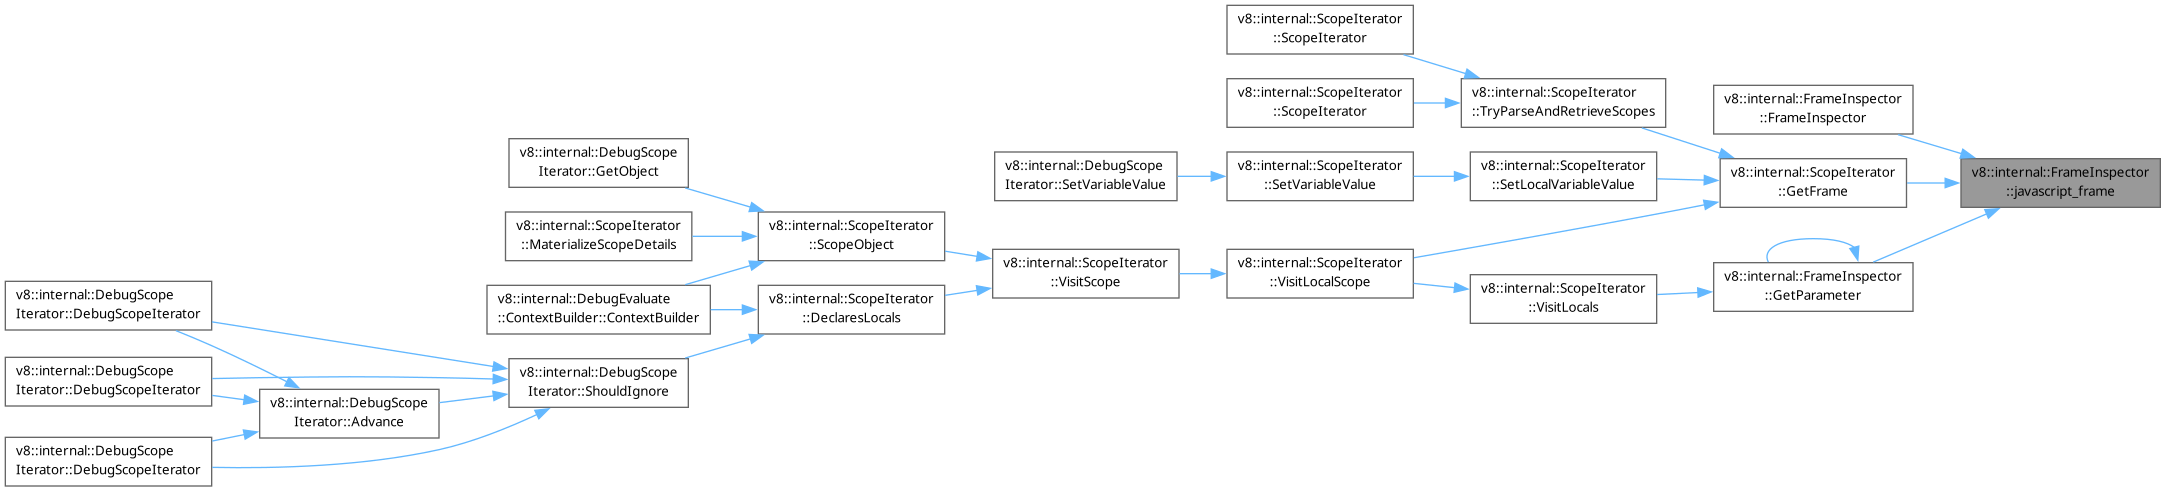 v8::internal::ScopeIterator
::ScopeIterator
v8::internal::ScopeIterator
::ScopeIterator
v8::internal::ScopeIterator
::TryParseAndRetrieveScopes
v8::internal::FrameInspector
::FrameInspector
v8::internal::DebugScope
Iterator::GetObject
v8::internal::DebugScope
Iterator::SetVariableValue
v8::internal::ScopeIterator
::SetVariableValue
v8::internal::ScopeIterator
::SetLocalVariableValue
v8::internal::ScopeIterator
::GetFrame
v8::internal::FrameInspector
::javascript_frame
v8::internal::ScopeIterator
::MaterializeScopeDetails
v8::internal::ScopeIterator
::ScopeObject
v8::internal::ScopeIterator
::VisitScope
v8::internal::ScopeIterator
::VisitLocalScope
v8::internal::ScopeIterator
::VisitLocals
v8::internal::FrameInspector
::GetParameter
v8::internal::DebugScope
Iterator::DebugScopeIterator
v8::internal::DebugEvaluate
::ContextBuilder::ContextBuilder
v8::internal::ScopeIterator
::DeclaresLocals
v8::internal::DebugScope
Iterator::DebugScopeIterator
v8::internal::DebugScope
Iterator::Advance
v8::internal::DebugScope
Iterator::ShouldIgnore
v8::internal::DebugScope
Iterator::DebugScopeIterator